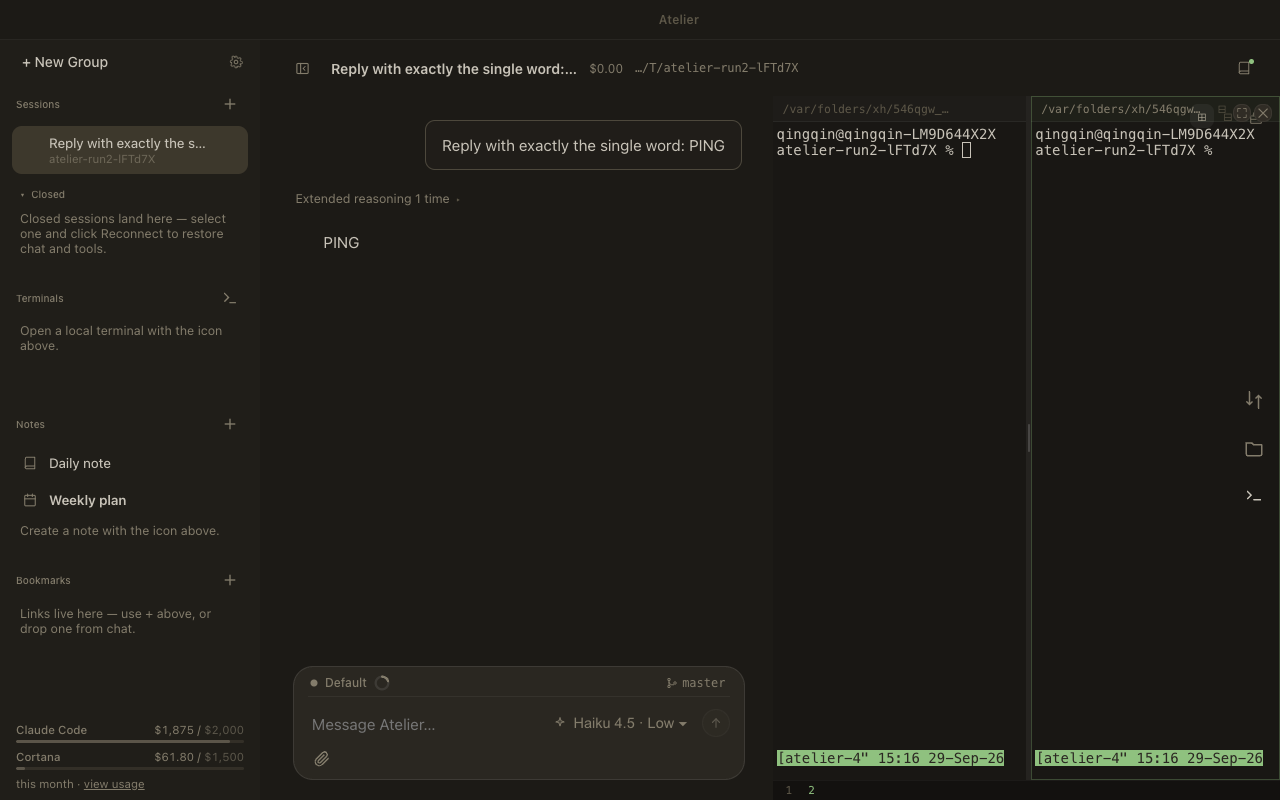 Atelier
+ New Group
Sessions
Reply with exactly the s...
atelier-run2-lFTd7X
Closed
Closed sessions land here — select
one and click Reconnect to restore
chat and tools.
Terminals
Open a local terminal with the icon
above.
Notes
Daily note
Weekly plan
Create a note with the icon above.
Bookmarks
Links live here — use + above, or
drop one from chat.
Claude Code $1,875 / $2,000
Cortana $61.80 / $1,500
this month · view usage
Reply with exactly the single word:... $0.00 …/T/atelier-run2-lFTd7X
Reply with exactly the single word: PING
Extended reasoning 1 time
PING
Default master
Message Atelier... Haiku 4.5 · Low
/var/folders/xh/546qgw_…
qingqin@qingqin-LM9D644X2X
atelier-run2-lFTd7X %
[atelier-4" 15:16 29-Sep-26
/var/folders/xh/546qgw…
qingqin@qingqin-LM9D644X2X
atelier-run2-lFTd7X %
[atelier-4" 15:16 29-Sep-26
1 2